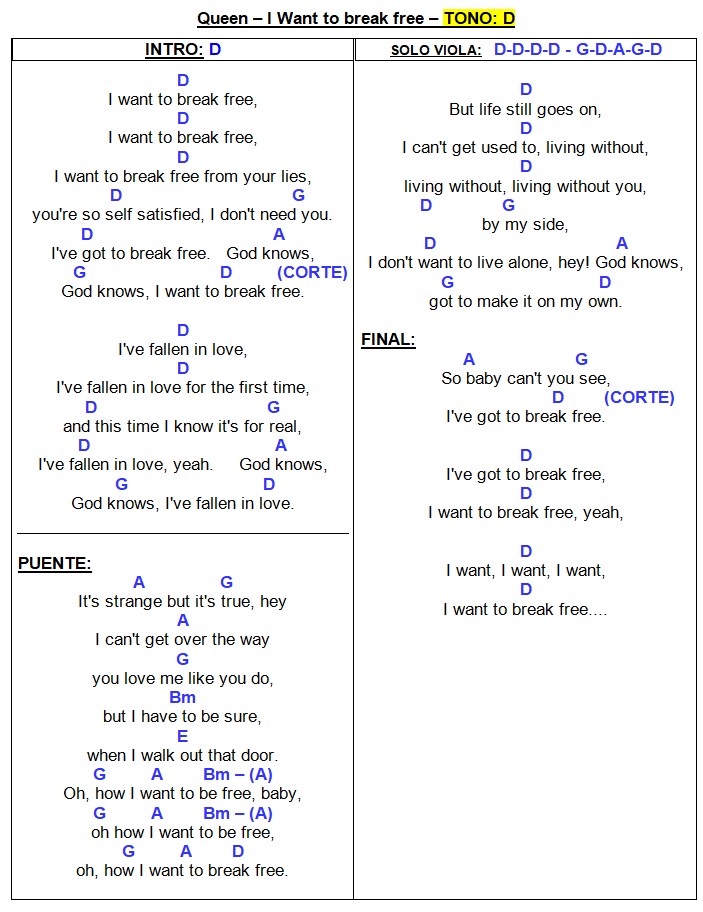 Queen – I Want to break free – TONO: D
INTRO: D
D
I want to break free,
D
I want to break free,
D
I want to break free from your lies,
D G
you're so self satisfied, I don't need you.
D A
I've got to break free. God knows,
G D (CORTE)
God knows, I want to break free.
D
I've fallen in love,
D
I've fallen in love for the first time,
D G
and this time I know it's for real,
D A
I've fallen in love, yeah. God knows,
G D
God knows, I've fallen in love.
PUENTE:
A G
It's strange but it's true, hey
A
I can't get over the way
G
you love me like you do,
Bm
but I have to be sure,
E
when I walk out that door.
G A Bm – (A)
Oh, how I want to be free, baby,
G A Bm – (A)
oh how I want to be free,
G A D
oh, how I want to break free.
SOLO VIOLA: D-D-D-D - G-D-A-G-D
D
But life still goes on,
D
I can't get used to, living without,
D
living without, living without you,
D G
by my side,
D A
I don't want to live alone, hey! God knows,
G D
got to make it on my own.
FINAL:
A G
So baby can't you see,
D (CORTE)
I've got to break free.
D
I've got to break free,
D
I want to break free, yeah,
D
I want, I want, I want,
D
I want to break free....